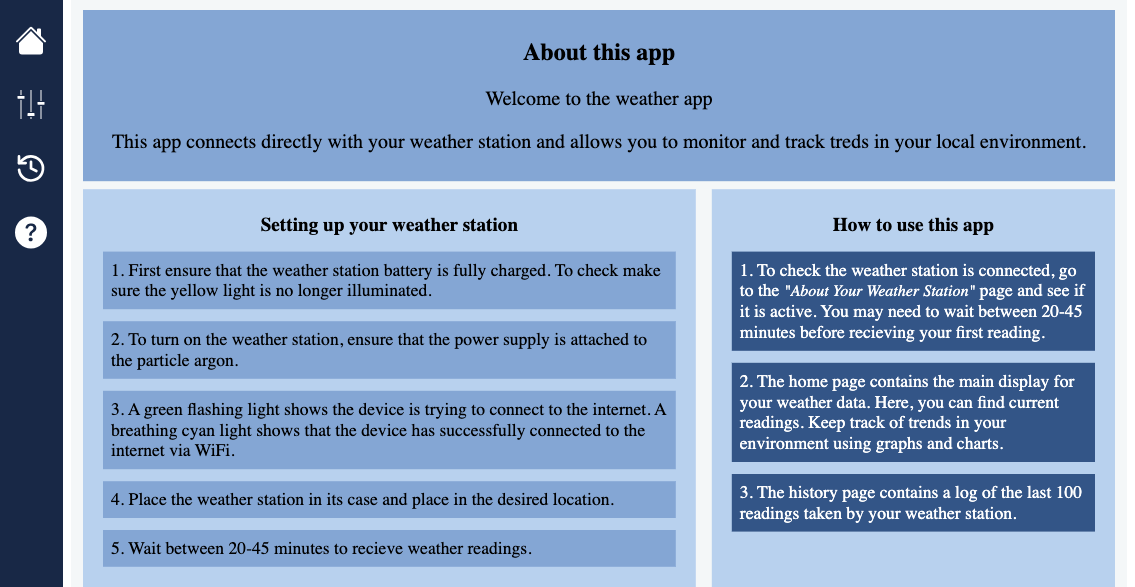 About this app
Welcome to the weather app
This app connects directly with your weather station and allows you to monitor and track treds in your local environment.
Setting up your weather station
1. First ensure that the weather station battery is fully charged. To check make
sure the yellow light is no longer illuminated.
2. To turn on the weather station, ensure that the power supply is attached to
the particle argon.
3. A green flashing light shows the device is trying to connect to the internet. A
breathing cyan light shows that the device has successfully connected to the
internet via WiFi.
4. Place the weather station in its case and place in the desired location.
5. Wait between 20-45 minutes to recieve weather readings.
How to use this app
1. To check the weather station is connected, go
to the "About Your Weather Station" page and see if
it is active. You may need to wait between 20-45
minutes before recieving your first reading.
2. The home page contains the main display for
your weather data. Here, you can find current
readings. Keep track of trends in your
environment using graphs and charts.
3. The history page contains a log of the last 100
readings taken by your weather station.